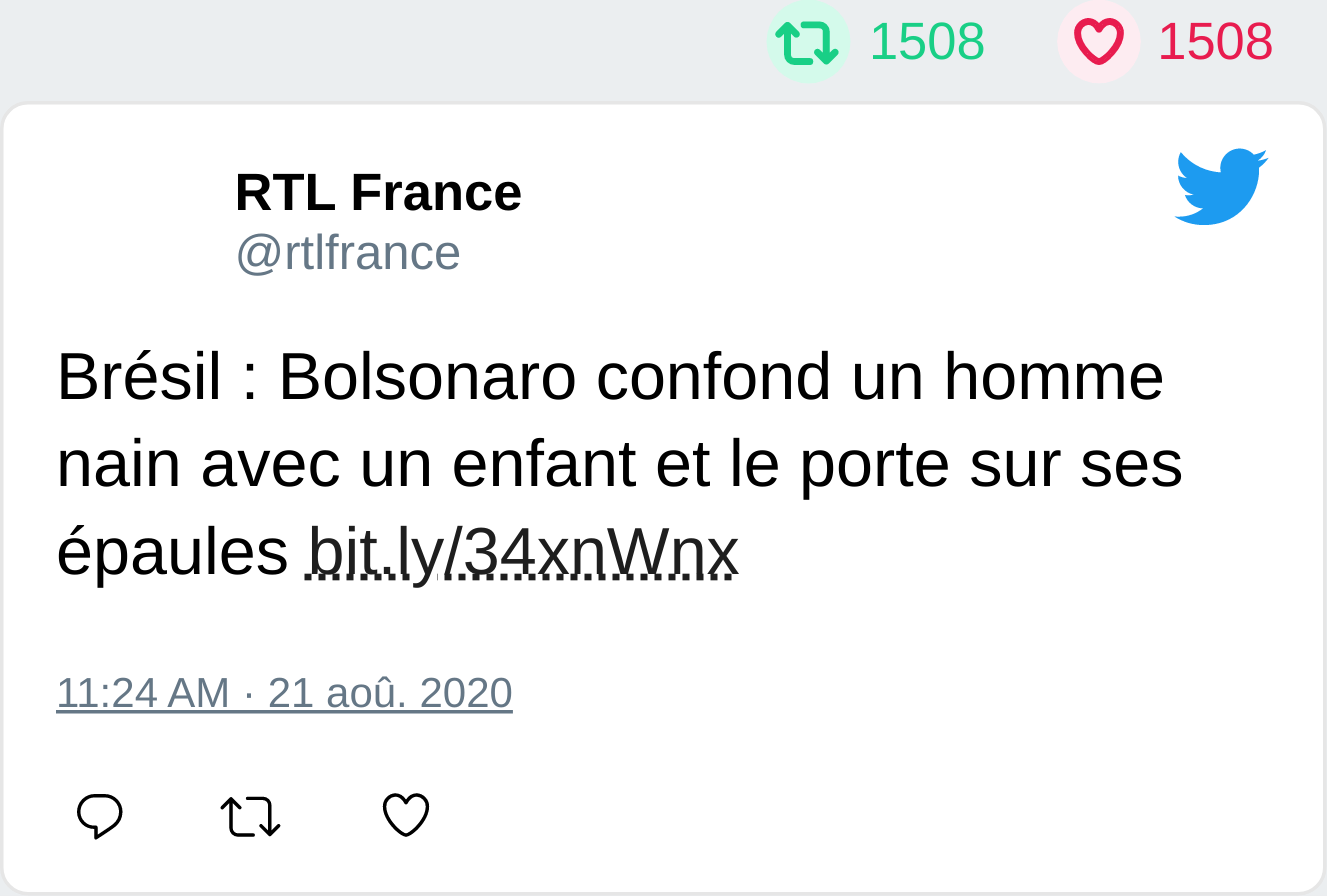 1508 1508
RTL France
@rtlfrance
Brésil : Bolsonaro confond un homme
nain avec un enfant et le porte sur ses
épaules bit.ly/34xnWnx
11:24 AM · 21 aoû. 2020